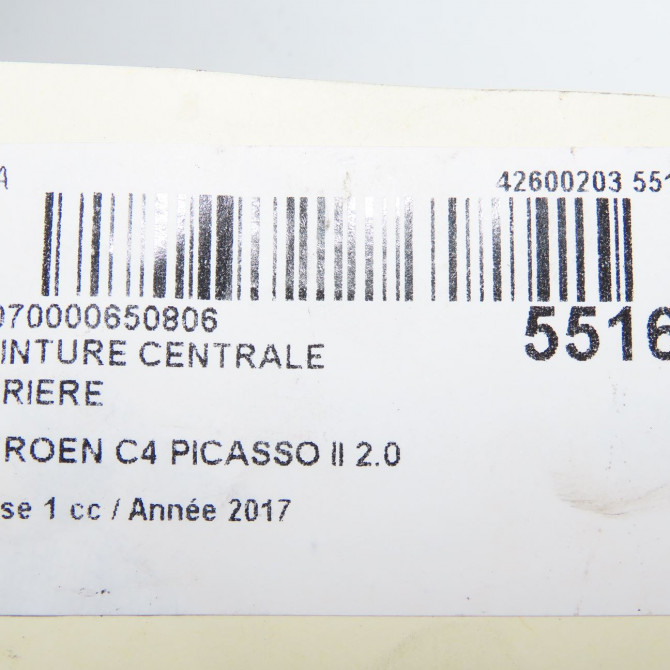 A 42600203 551
070000650806 5516
INTURE CENTRALE
RIERE
ROEN C4 PICASSO II 2.0
se 1 cc / Année 2017